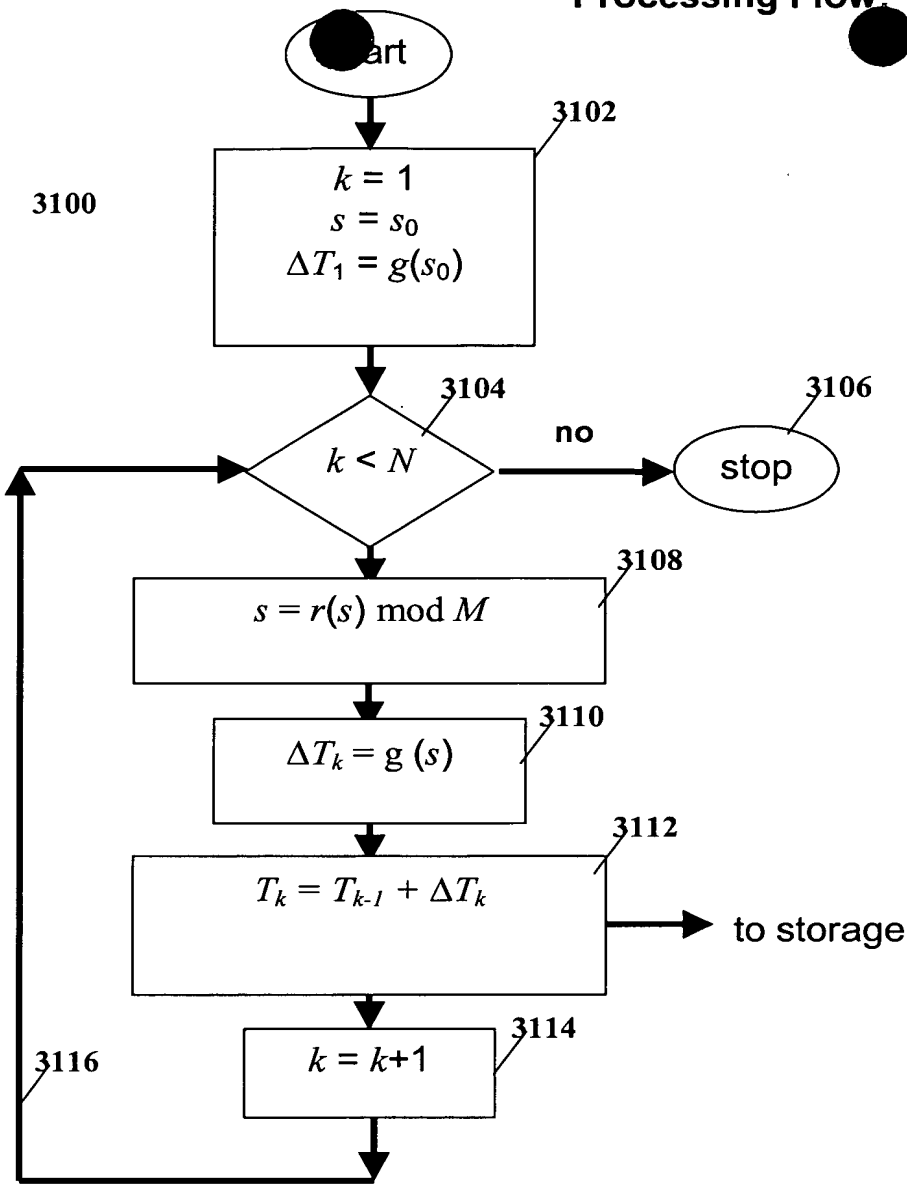 Processing Flow:
art
3102
3100
k = 1
s = s₀
ΔT₁ = g(s₀)
3104
k < N
no
3106
stop
3108
s = r(s) mod M
3110
ΔTₖ = g (s)
3112
Tₖ = Tₖ₋₁ + ΔTₖ
to storage
3114
k = k+1
3116